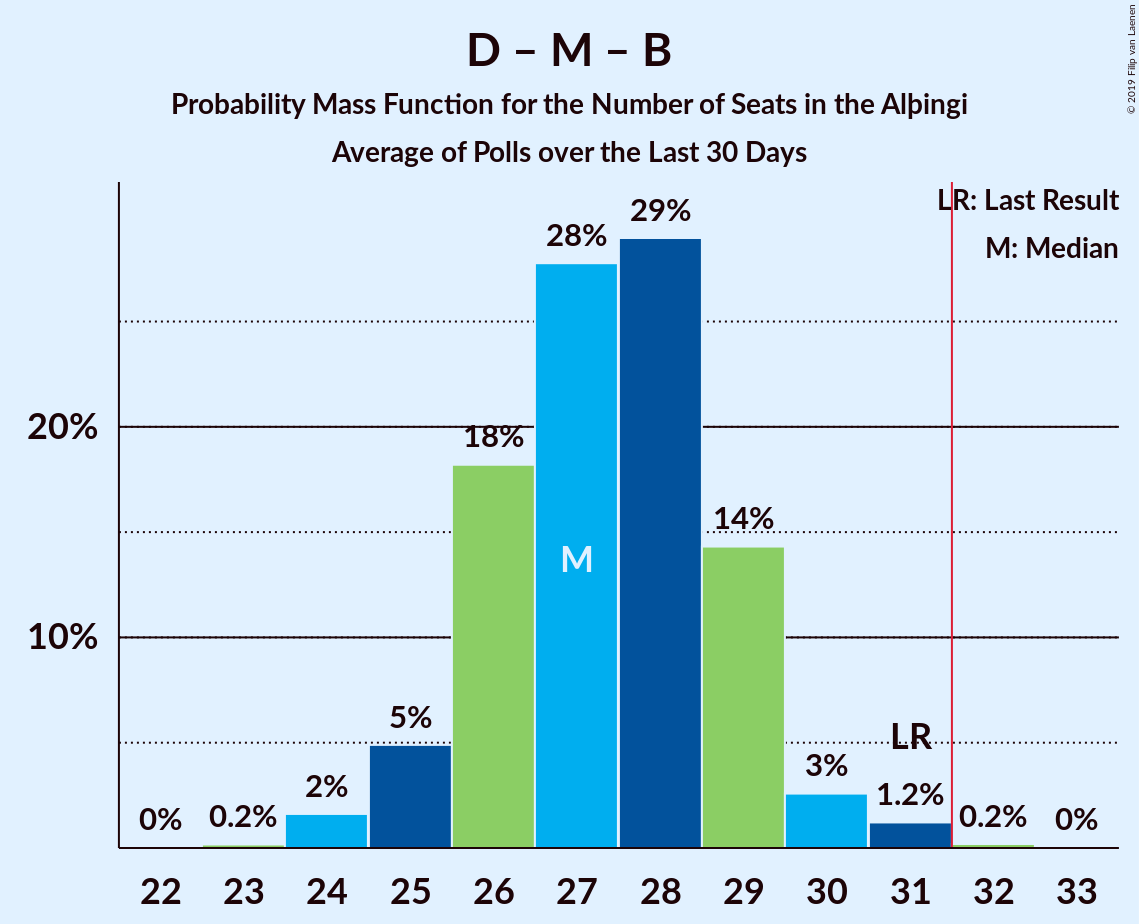 D – M – B
Probability Mass Function for the Number of Seats in the Alþingi
Average of Polls over the Last 30 Days
© 2019 Filip van Laenen
LR: Last Result
M: Median
20%
10%
0%
0.2%
2%
5%
18%
28%
29%
14%
3%
1.2%
0.2%
0%
M
LR
22 23 24 25 26 27 28 29 30 31 32 33